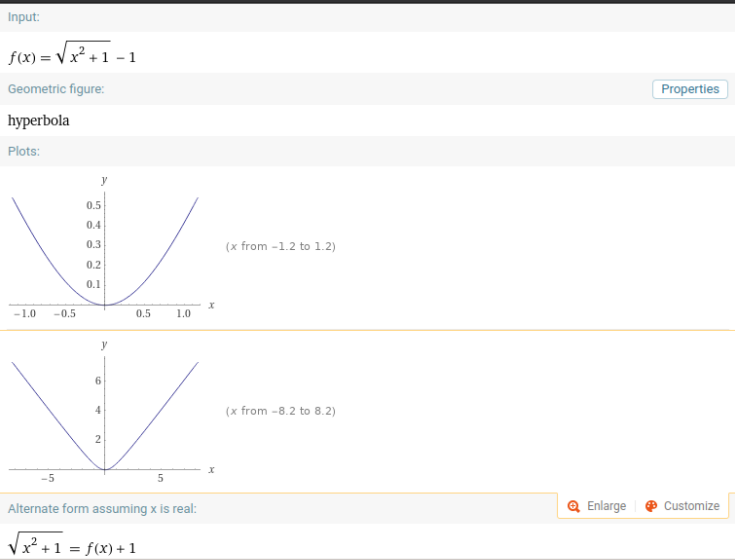 Input:
f(x) = √(x² + 1) − 1
Geometric figure:
Properties
hyperbola
Plots:
y
0.5
0.4
0.3
0.2
0.1
(x from −1.2 to 1.2)
x
−1.0 −0.5 0.5 1.0
y
6
4
2
(x from −8.2 to 8.2)
x
−5 5
Enlarge Customize
Alternate form assuming x is real:
√(x² + 1) = f(x) + 1